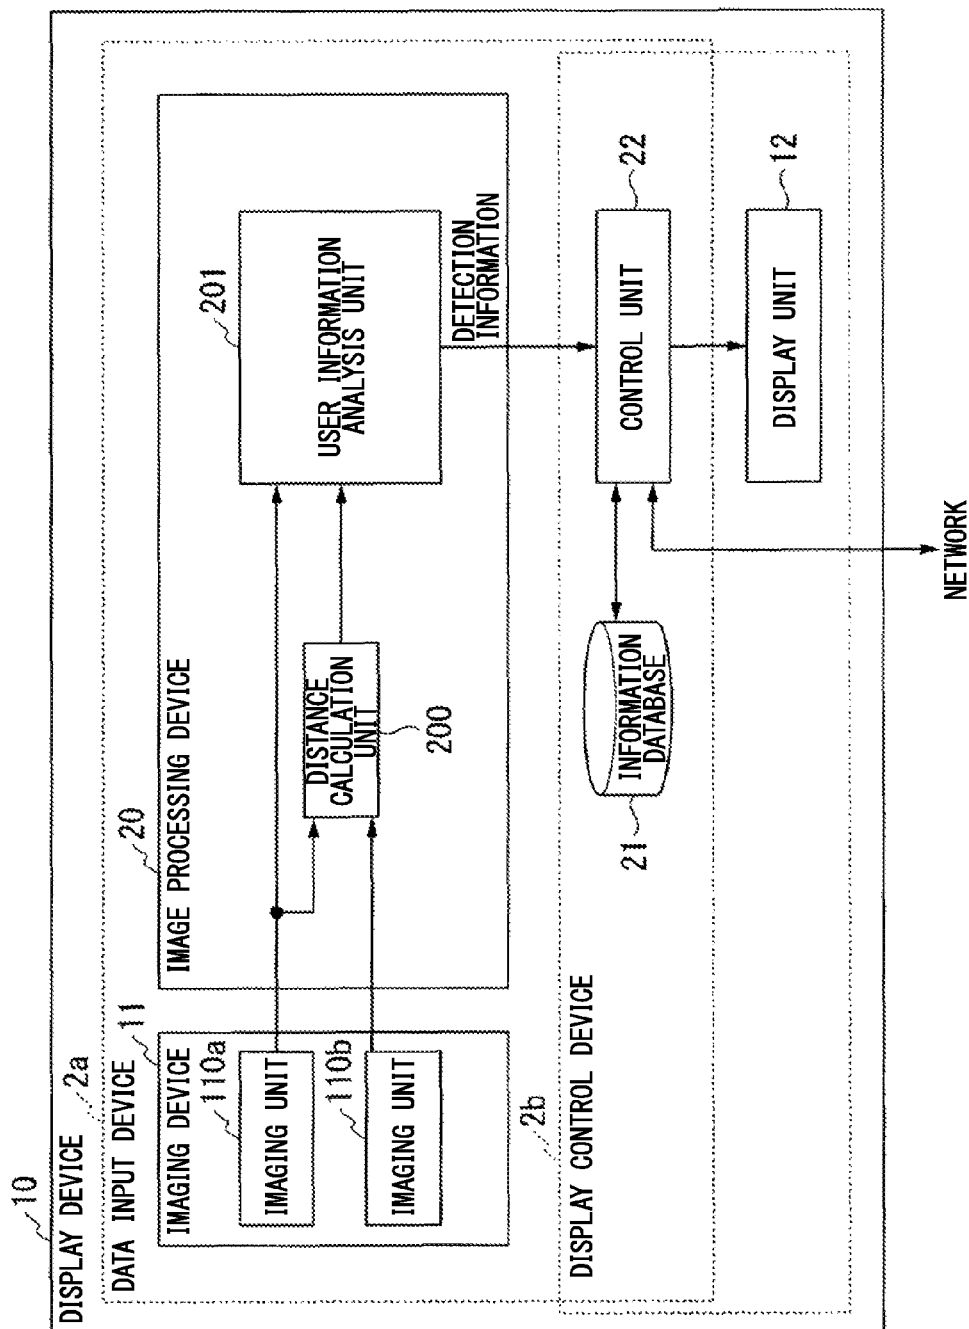 10
DISPLAY DEVICE
2a
DATA INPUT DEVICE
11
IMAGING DEVICE
110a
IMAGING UNIT
110b
IMAGING UNIT
20
IMAGE PROCESSING DEVICE
DISTANCE
CALCULATION
UNIT
200
201
USER INFORMATION
ANALYSIS UNIT
DETECTION
INFORMATION
2b
DISPLAY CONTROL DEVICE
21
INFORMATION
DATABASE
22
CONTROL UNIT
12
DISPLAY UNIT
NETWORK